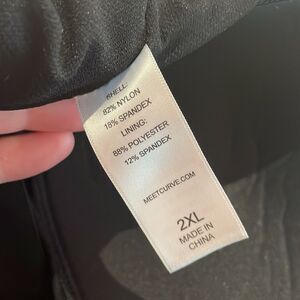 SHELL:
82% NYLON
18% SPANDEX
LINING:
88% POLYESTER
12% SPANDEX
MEETCURVE.COM
2XL
MADE IN
CHINA